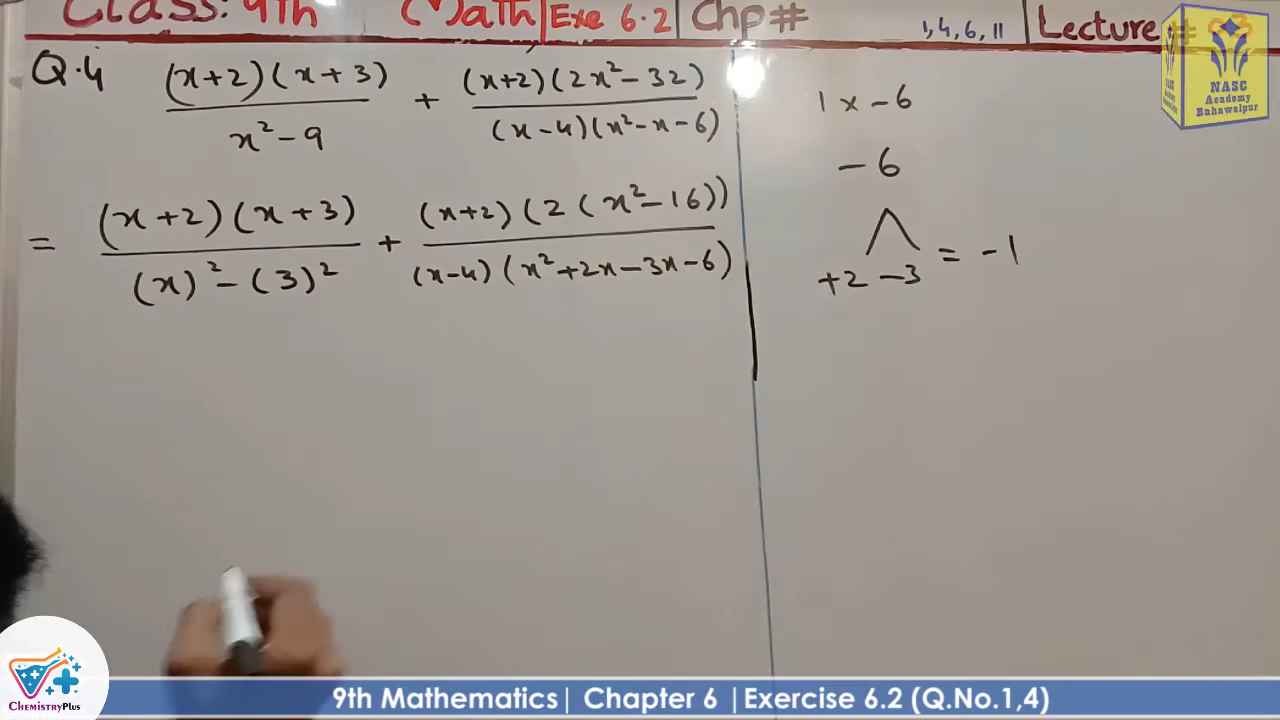 Class: 9th Math Exe 6.2 Chp# 1,4,6,11 Lecture #
NASC
Academy
Bahawalpur
Q.4 (x+2)(x+3) / x²-9 + (x+2)(2x²-32) / (x-4)(x²-x-6)
= (x+2)(x+3) / (x)²-(3)² + (x+2)(2(x²-16)) / (x-4)(x²+2x-3x-6)
1 x -6
-6
+2 -3 = -1
CHEMISTRYPLUS
9th Mathematics| Chapter 6 |Exercise 6.2 (Q.No.1,4)